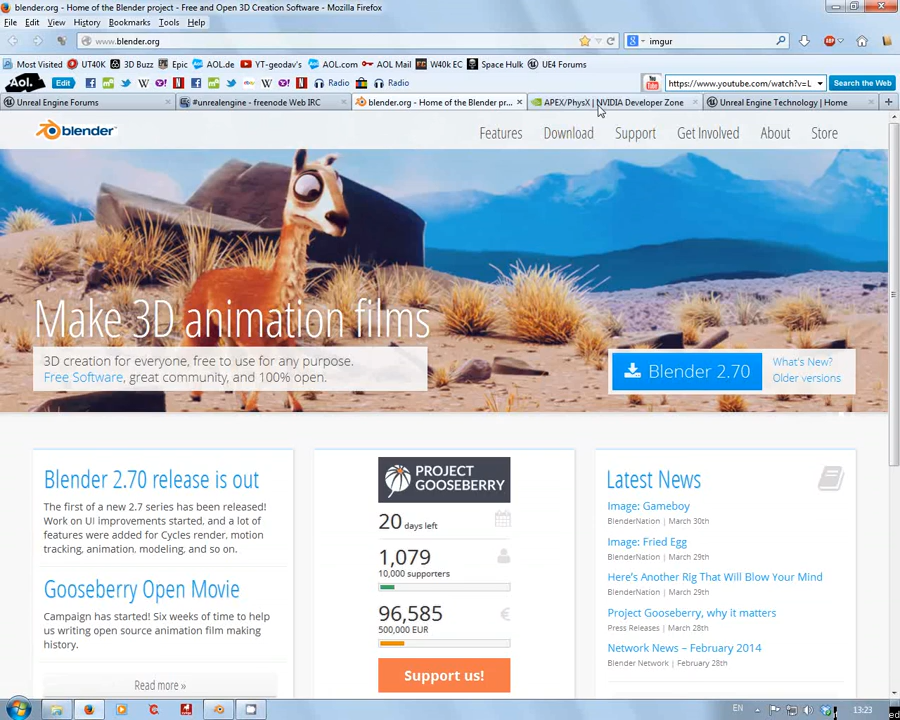 blender.org - Home of the Blender project - Free and Open 3D Creation Software - Mozilla Firefox
File Edit View History Bookmarks Tools Help
www.blender.org
imgur
Most Visited UT40K 3D Buzz Epic AOL.de YT-geodav's AOL.com AOL Mail W40k EC Space Hulk UE4 Forums
Aol. Edit Radio Radio https://www.youtube.com/watch?v=L Search the Web
Unreal Engine Forums #unrealengine - freenode Web IRC blender.org - Home of the Blender pr... APEX/PhysX | NVIDIA Developer Zone Unreal Engine Technology | Home
blender Features Download Support Get Involved About Store
Make 3D animation films
3D creation for everyone, free to use for any purpose.
Free Software, great community, and 100% open.
Blender 2.70
What's New?
Older versions
Blender 2.70 release is out
The first of a new 2.7 series has been released!
Work on UI improvements started, and a lot of
features were added for Cycles render, motion
tracking, animation, modeling, and so on.
Gooseberry Open Movie
Campaign has started! Six weeks of time to help
us writing open source animation film making
history.
Read more »
PROJECT
GOOSEBERRY
20 days left
1,079
10,000 supporters
96,585
500,000 EUR
€
Support us!
Latest News
Image: Gameboy
BlenderNation | March 30th
Image: Fried Egg
BlenderNation | March 29th
Here's Another Rig That Will Blow Your Mind
BlenderNation | March 29th
Project Gooseberry, why it matters
Press Releases | March 28th
Network News – February 2014
Blender Network | February 28th
EN 13:23